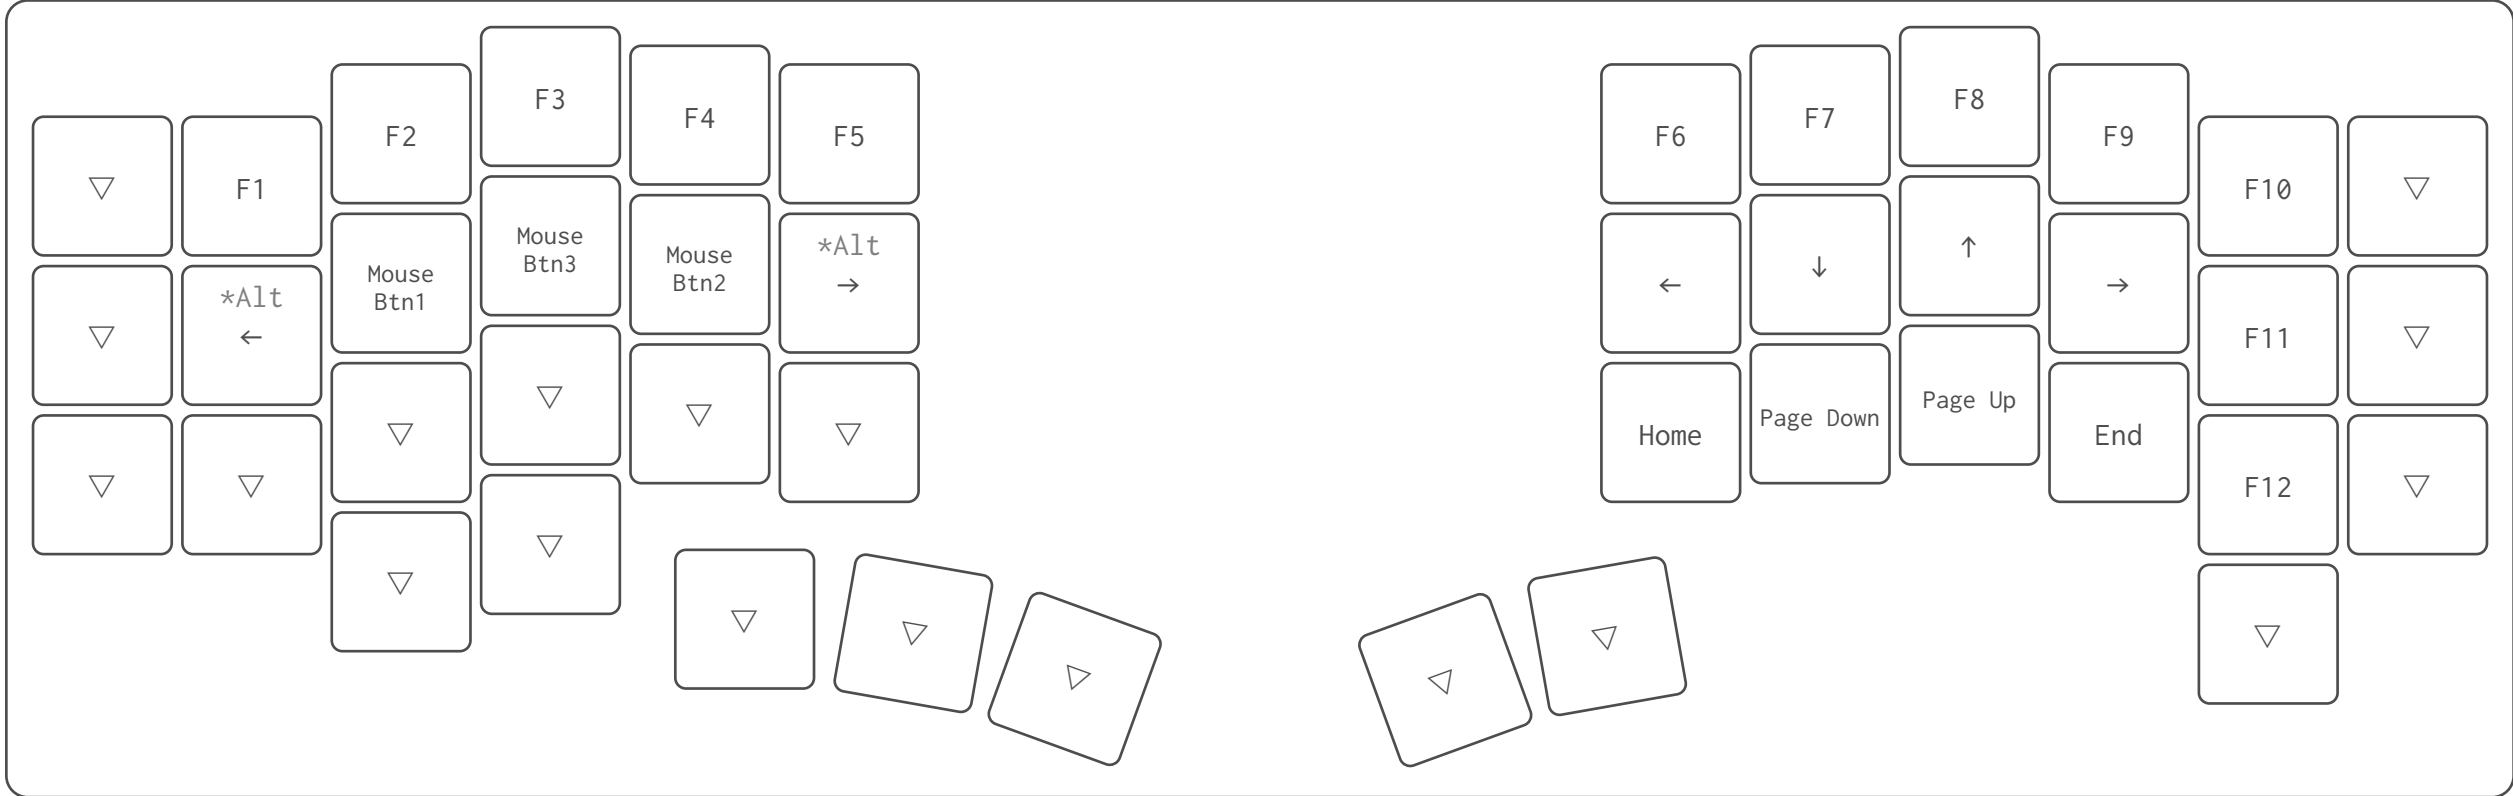 ▽ F1 F2 F3 F4 F5 F6 F7 F8 F9 F10 ▽
▽
*Alt
←
Mouse
Btn1
Mouse
Btn3
Mouse
Btn2
*Alt
→
← ↓ ↑ → F11 ▽
▽ ▽ ▽ ▽ ▽ ▽ Home Page Down Page Up End F12 ▽
▽ ▽ ▽ ▽ ▽ ▽ ▽ ▽